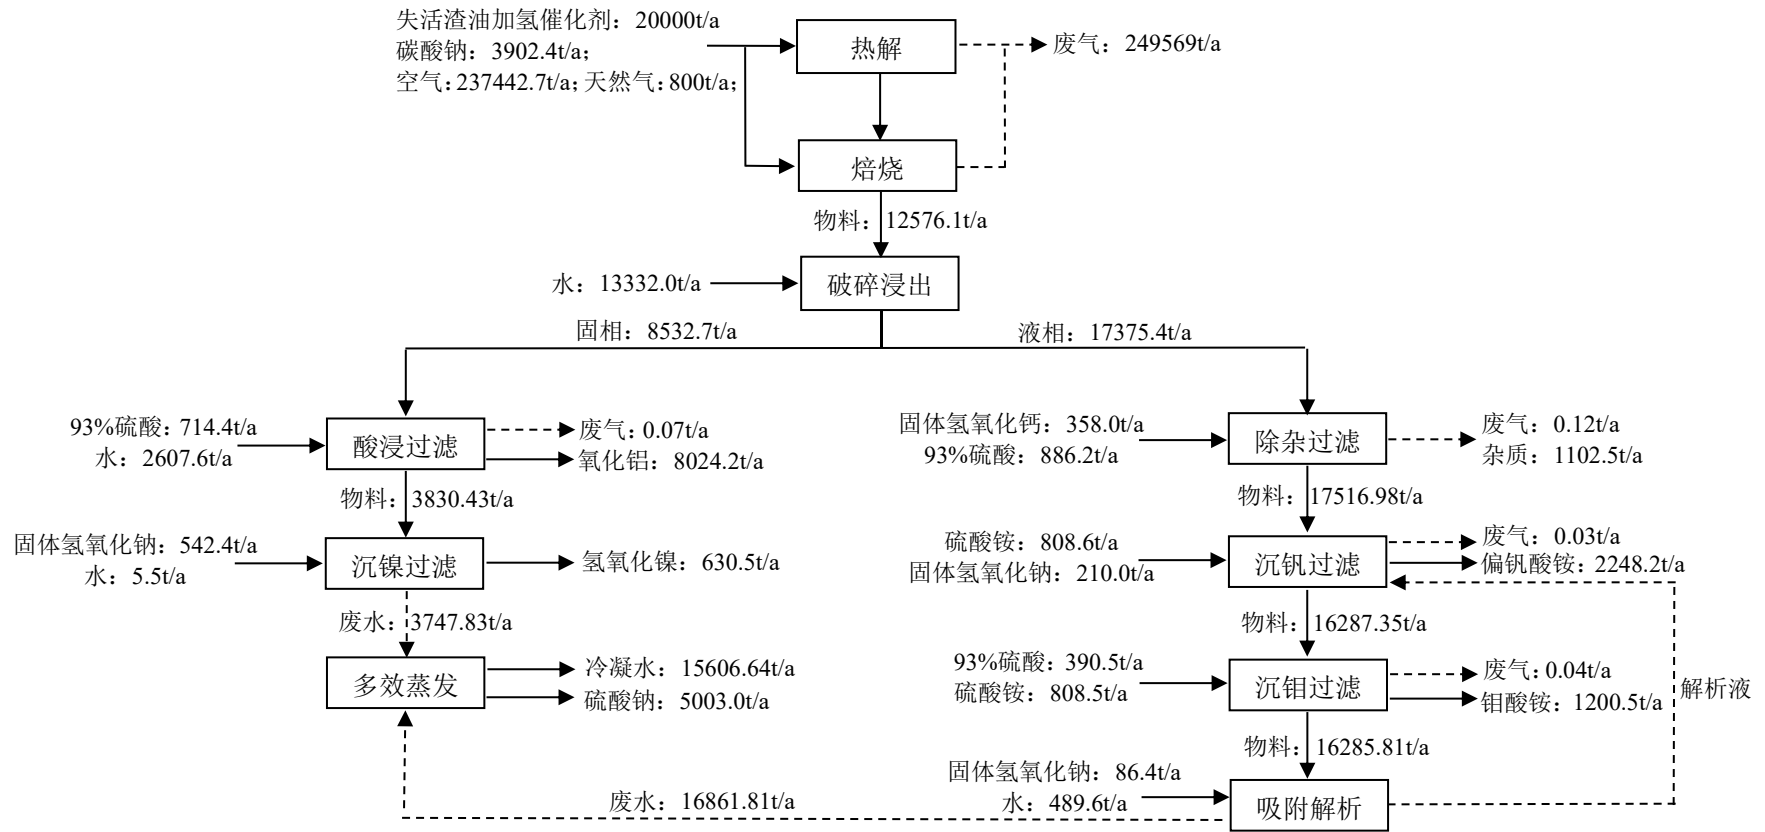 失活渣油加氢催化剂：20000t/a
碳酸钠：3902.4t/a；
空气:237442.7t/a；天然气:800t/a；
热解
废气：249569t/a
焙烧
物料：12576.1t/a
水：13332.0t/a
破碎浸出
固相：8532.7t/a
液相：17375.4t/a
93%硫酸：714.4t/a
水：2607.6t/a
酸浸过滤
废气:0.07t/a
氧化铝：8024.2t/a
固体氢氧化钙：358.0t/a
93%硫酸：886.2t/a
除杂过滤
废气：0.12t/a
杂质：1102.5t/a
物料：3830.43t/a
物料：17516.98t/a
固体氢氧化钠：542.4t/a
水：5.5t/a
沉镍过滤
氢氧化镍：630.5t/a
硫酸铵：808.6t/a
固体氢氧化钠：210.0t/a
沉钒过滤
废气：0.03t/a
偏钒酸铵：2248.2t/a
废水：3747.83t/a
物料：16287.35t/a
多效蒸发
冷凝水：15606.64t/a
硫酸钠：5003.0t/a
93%硫酸：390.5t/a
硫酸铵：808.5t/a
沉钼过滤
废气：0.04t/a
钼酸铵：1200.5t/a
解析液
物料：16285.81t/a
固体氢氧化钠：86.4t/a
水：489.6t/a
吸附解析
废水：16861.81t/a